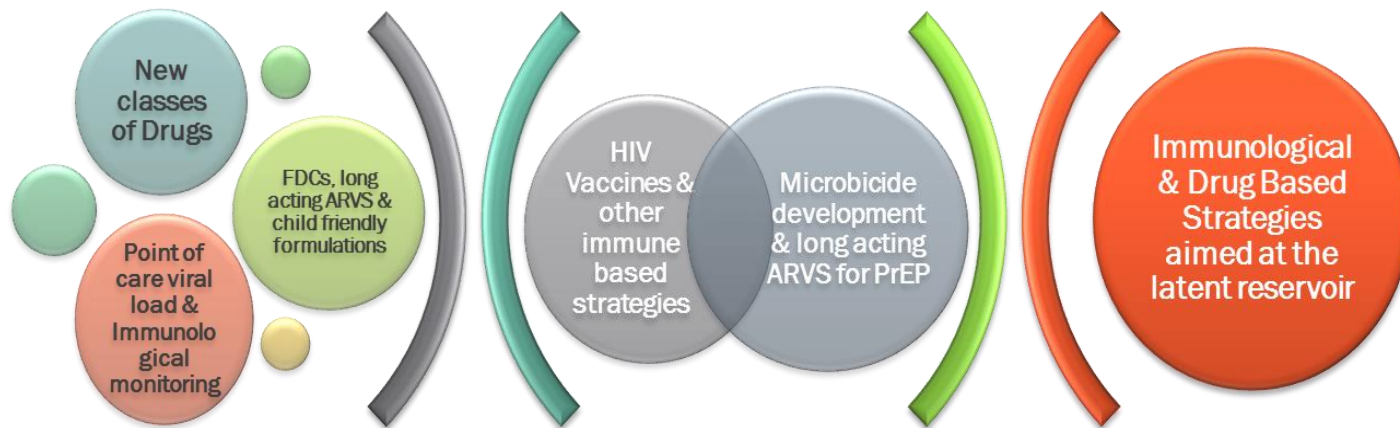 New
classes
of Drugs
FDCs, long
acting ARVS &
child friendly
formulations
Point of
care viral
load &
Immunolo
gical
monitoring
HIV
Vaccines &
other
immune
based
strategies
Microbicide
development
& long acting
ARVS for PrEP
Immunological
& Drug Based
Strategies
aimed at the
latent reservoir